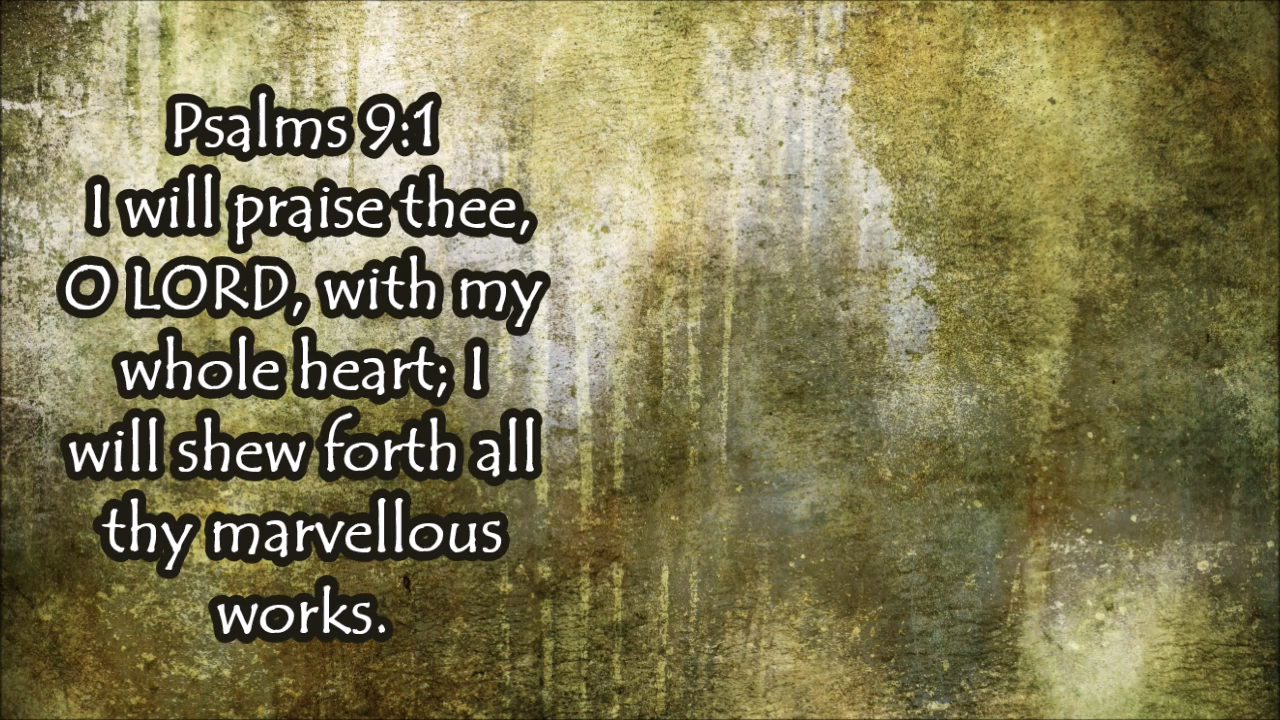 Psalms 9:1
I will praise thee,
O LORD, with my
whole heart; I
will shew forth all
thy marvellous
works.